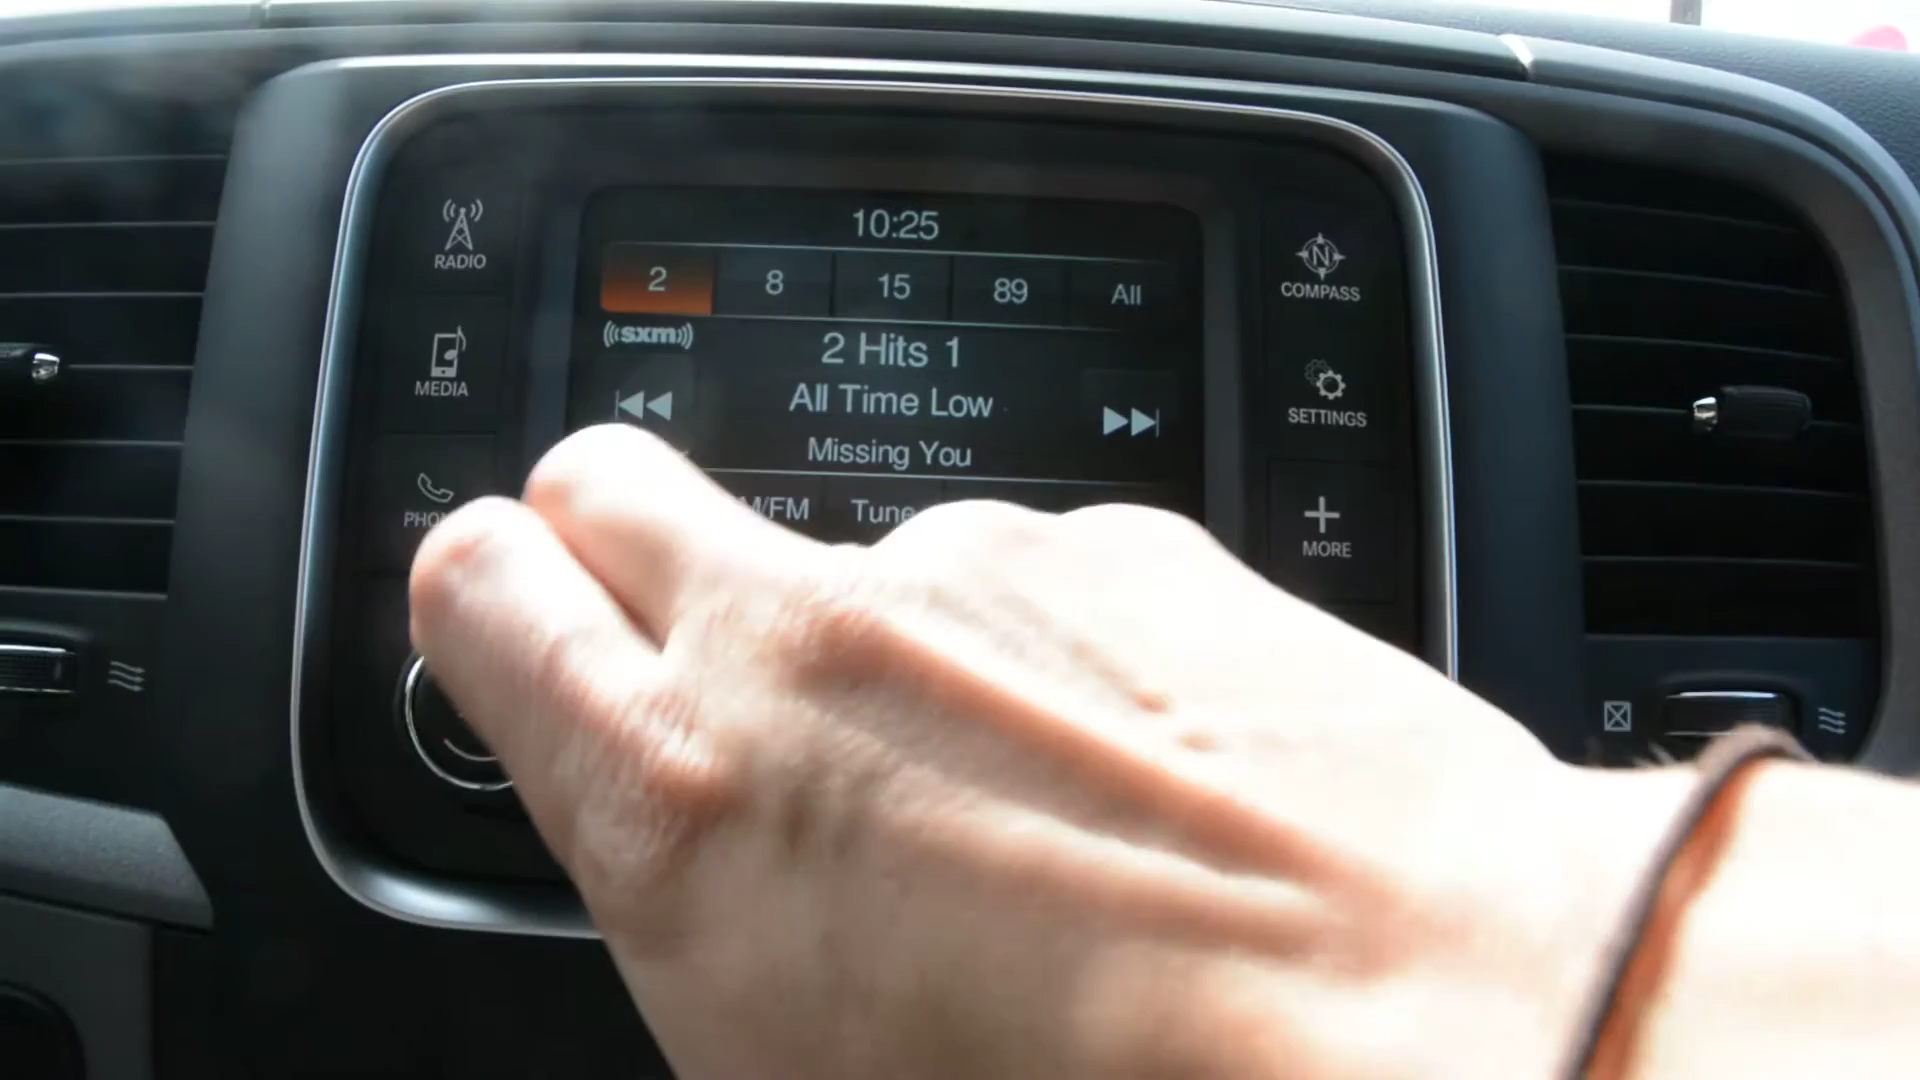 10:25
2 8 15 89 All
RADIO
sxm
2 Hits 1
COMPASS
MEDIA
All Time Low
SETTINGS
Missing You
/FM Tune
N
MORE